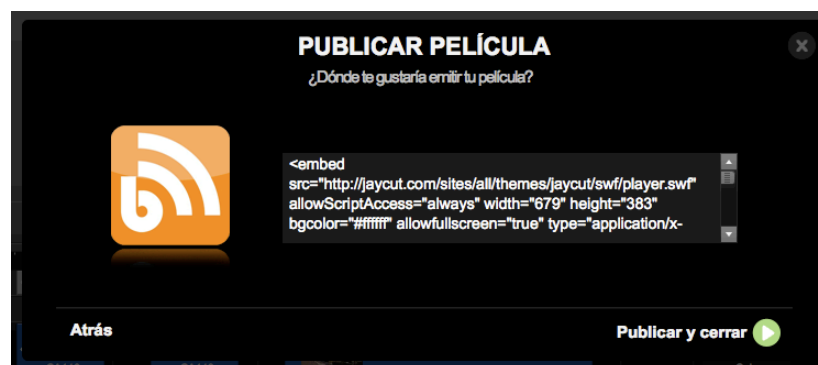 PUBLICAR PELÍCULA
¿Dónde te gustaría emitir tu película?
<embed
src="http://jaycut.com/sites/all/themes/jaycut/swf/player.swf"
allowScriptAccess="always" width="679" height="383"
bgcolor="#ffffff" allowfullscreen="true" type="application/x-
Atrás
Publicar y cerrar